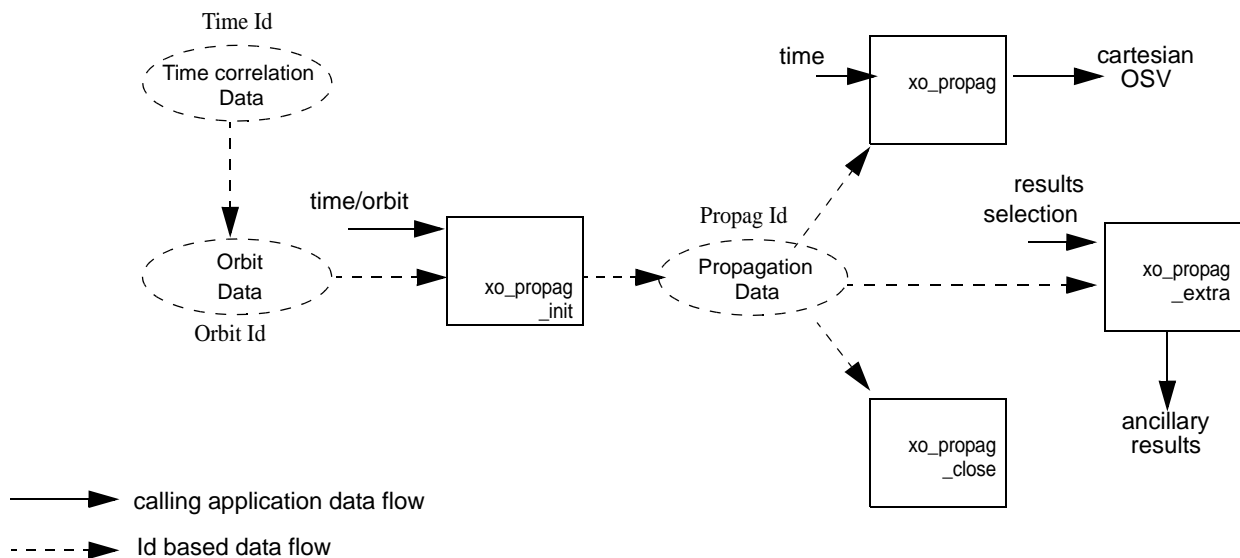 Time Id
Time correlation
Data
time
xo_propag
cartesian
OSV
time/orbit
Propag Id
results
selection
Orbit
Data
Orbit Id
xo_propag
_init
Propagation
Data
xo_propag
_extra
xo_propag
_close
ancillary
results
calling application data flow
Id based data flow